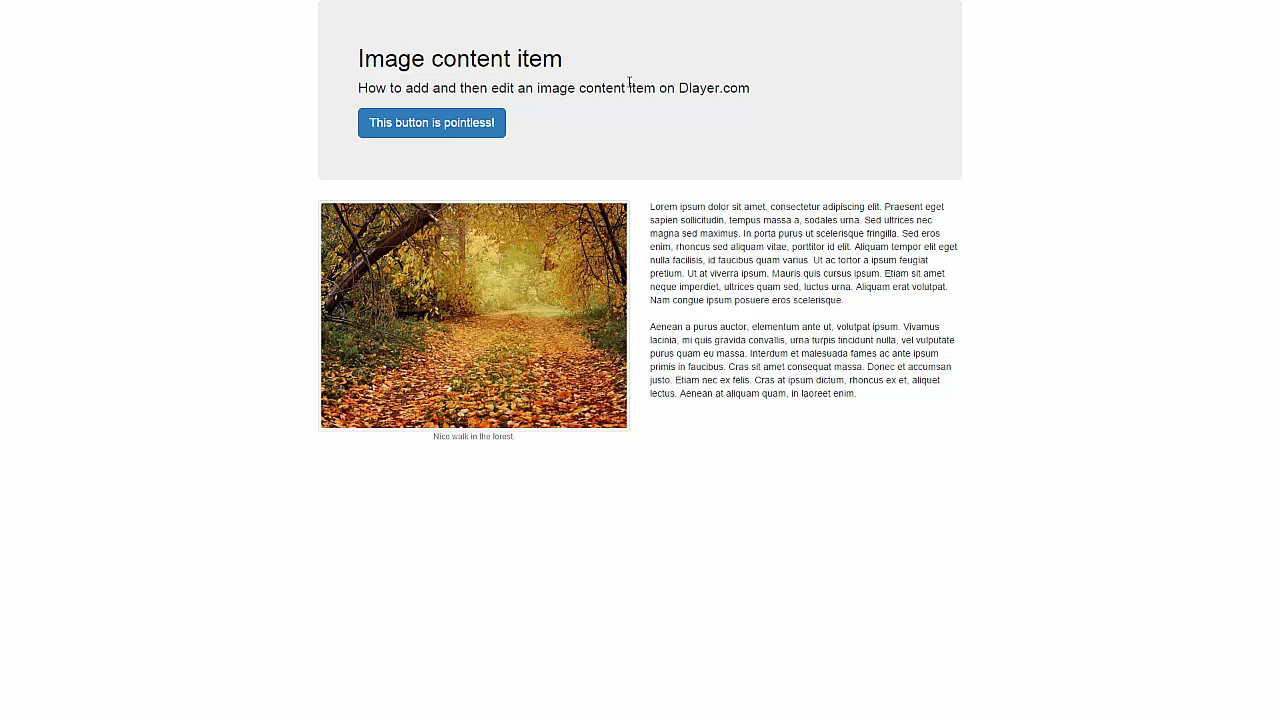 Image content item
How to add and then edit an image content item on Dlayer.com
This button is pointless!
Lorem ipsum dolor sit amet, consectetur adipiscing elit. Praesent eget
sapien sollicitudin, tempus massa a, sodales urna. Sed ultrices nec
magna sed maximus. In porta purus ut scelerisque fringilla. Sed eros
enim, rhoncus sed aliquam vitae, porttitor id elit. Aliquam tempor elit eget
nulla facilisis, id faucibus quam varius. Ut ac tortor a ipsum feugiat
pretium. Ut at viverra ipsum. Mauris quis cursus ipsum. Etiam sit amet
neque imperdiet, ultrices quam sed, luctus urna. Aliquam erat volutpat.
Nam congue ipsum posuere eros scelerisque.
Aenean a purus auctor, elementum ante ut, volutpat ipsum. Vivamus
lacinia, mi quis gravida convallis, urna turpis tincidunt nulla, vel vulputate
purus quam eu massa. Interdum et malesuada fames ac ante ipsum
primis in faucibus. Cras sit amet consequat massa. Donec et accumsan
justo. Etiam nec ex felis. Cras at ipsum dictum, rhoncus ex et, aliquet
lectus. Aenean at aliquam quam, in laoreet enim.
Nice walk in the forest.